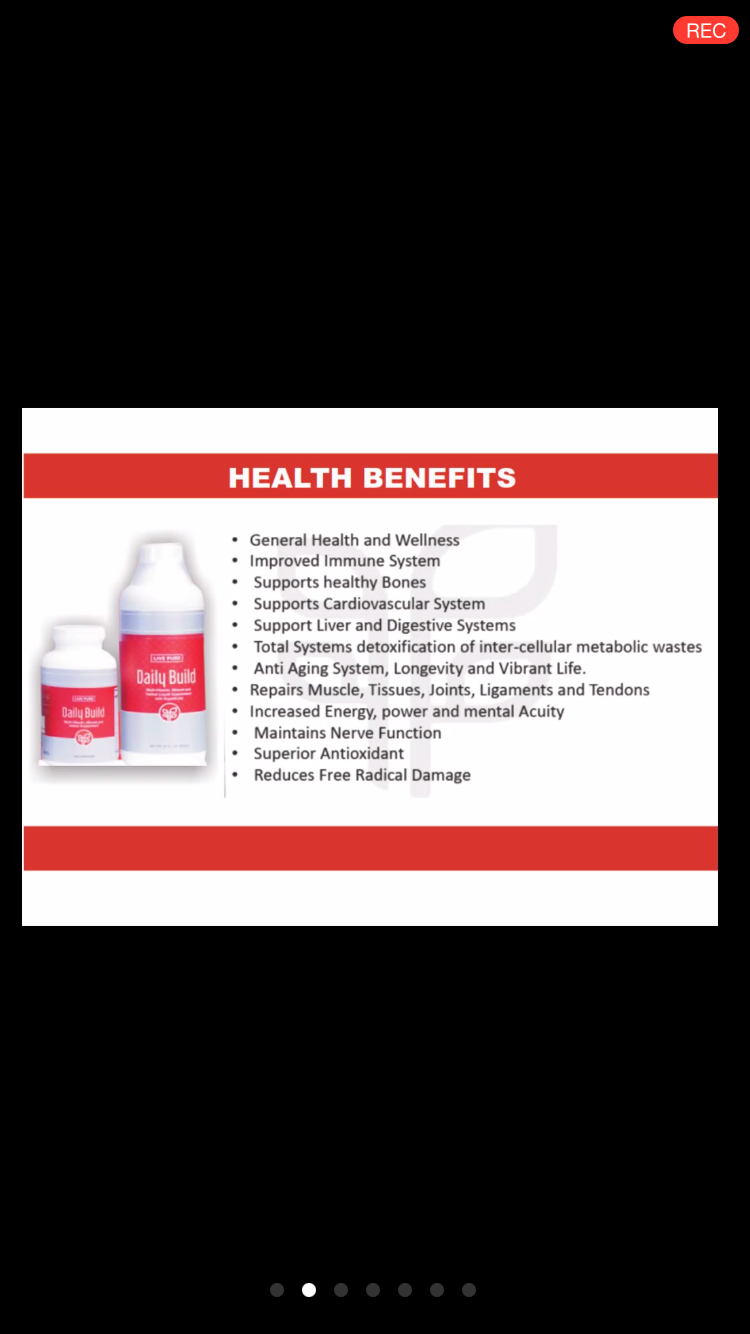 REC
HEALTH BENEFITS
• General Health and Wellness
• Improved Immune System
• Supports healthy Bones
• Supports Cardiovascular System
• Support Liver and Digestive Systems
• Total Systems detoxification of inter-cellular metabolic wastes
• Anti Aging System, Longevity and Vibrant Life.
• Repairs Muscle, Tissues, Joints, Ligaments and Tendons
• Increased Energy, power and mental Acuity
• Maintains Nerve Function
• Superior Antioxidant
• Reduces Free Radical Damage
LIVE PURE
Daily Build
LIVE PURE
Daily Build